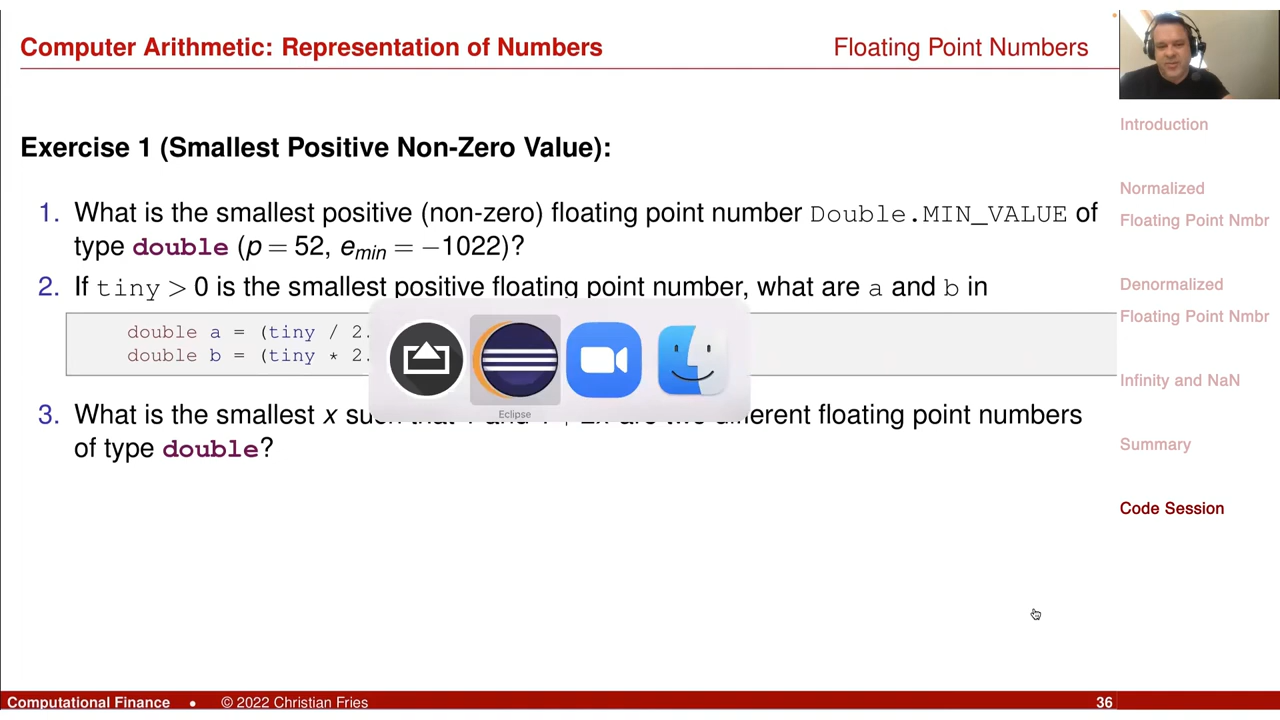 Computer Arithmetic: Representation of Numbers
Floating Point Numbers
Exercise 1 (Smallest Positive Non-Zero Value):
1. What is the smallest positive (non-zero) floating point number Double.MIN_VALUE of
type double (p = 52, emin = −1022)?
2. If tiny > 0 is the smallest positive floating point number, what are a and b in
double a = (tiny / 2.
double b = (tiny * 2.
Eclipse
3. What is the smallest x such that 1 and 1 + 2x are two different floating point numbers
of type double?
Introduction
Normalized
Floating Point Nmbr
Denormalized
Floating Point Nmbr
Infinity and NaN
Summary
Code Session
Computational Finance • © 2022 Christian Fries
36